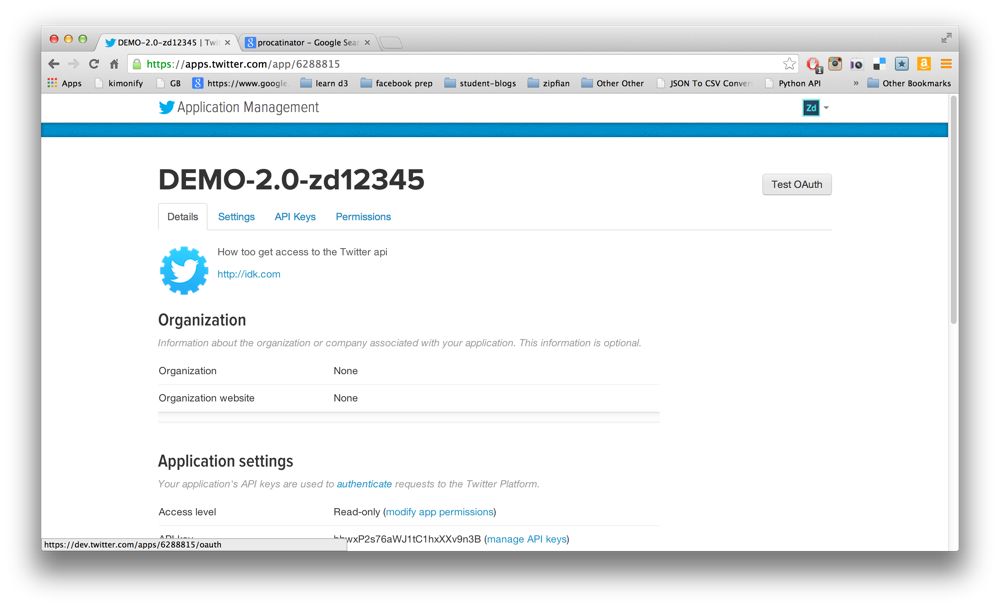 DEMO-2.0-zd12345 | Twi
procatinator – Google Sear
https://apps.twitter.com/app/6288815
Apps kimonify GB https://www.google. learn d3 facebook prep student-blogs zipfian Other Other JSON To CSV Conver Python API » Other Bookmarks
Application Management
Zd
DEMO-2.0-zd12345
Test OAuth
Details Settings API Keys Permissions
How too get access to the Twitter api
http://idk.com
Organization
Information about the organization or company associated with your application. This information is optional.
Organization None
Organization website None
Application settings
Your application's API keys are used to authenticate requests to the Twitter Platform.
Access level Read-only (modify app permissions)
API key wxP2s76aWJ1tC1hxXXv9n3B (manage API keys)
https://dev.twitter.com/apps/6288815/oauth